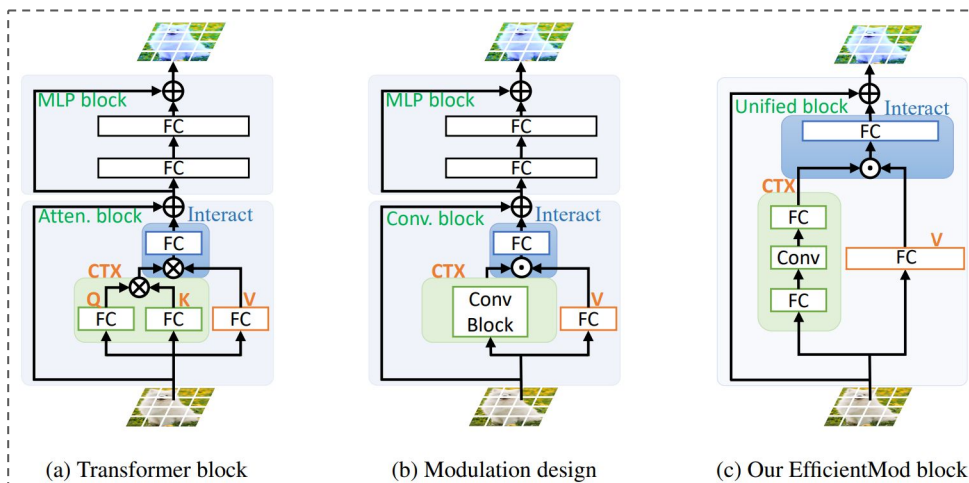 MLP block
FC
FC
Atten. block
Interact
FC
CTX
Q
K
V
FC
FC
FC
(a) Transformer block
MLP block
FC
FC
Conv. block
Interact
FC
CTX
V
Conv
Block
FC
(b) Modulation design
Unified block
Interact
FC
CTX
FC
V
Conv
FC
FC
(c) Our EfficientMod block